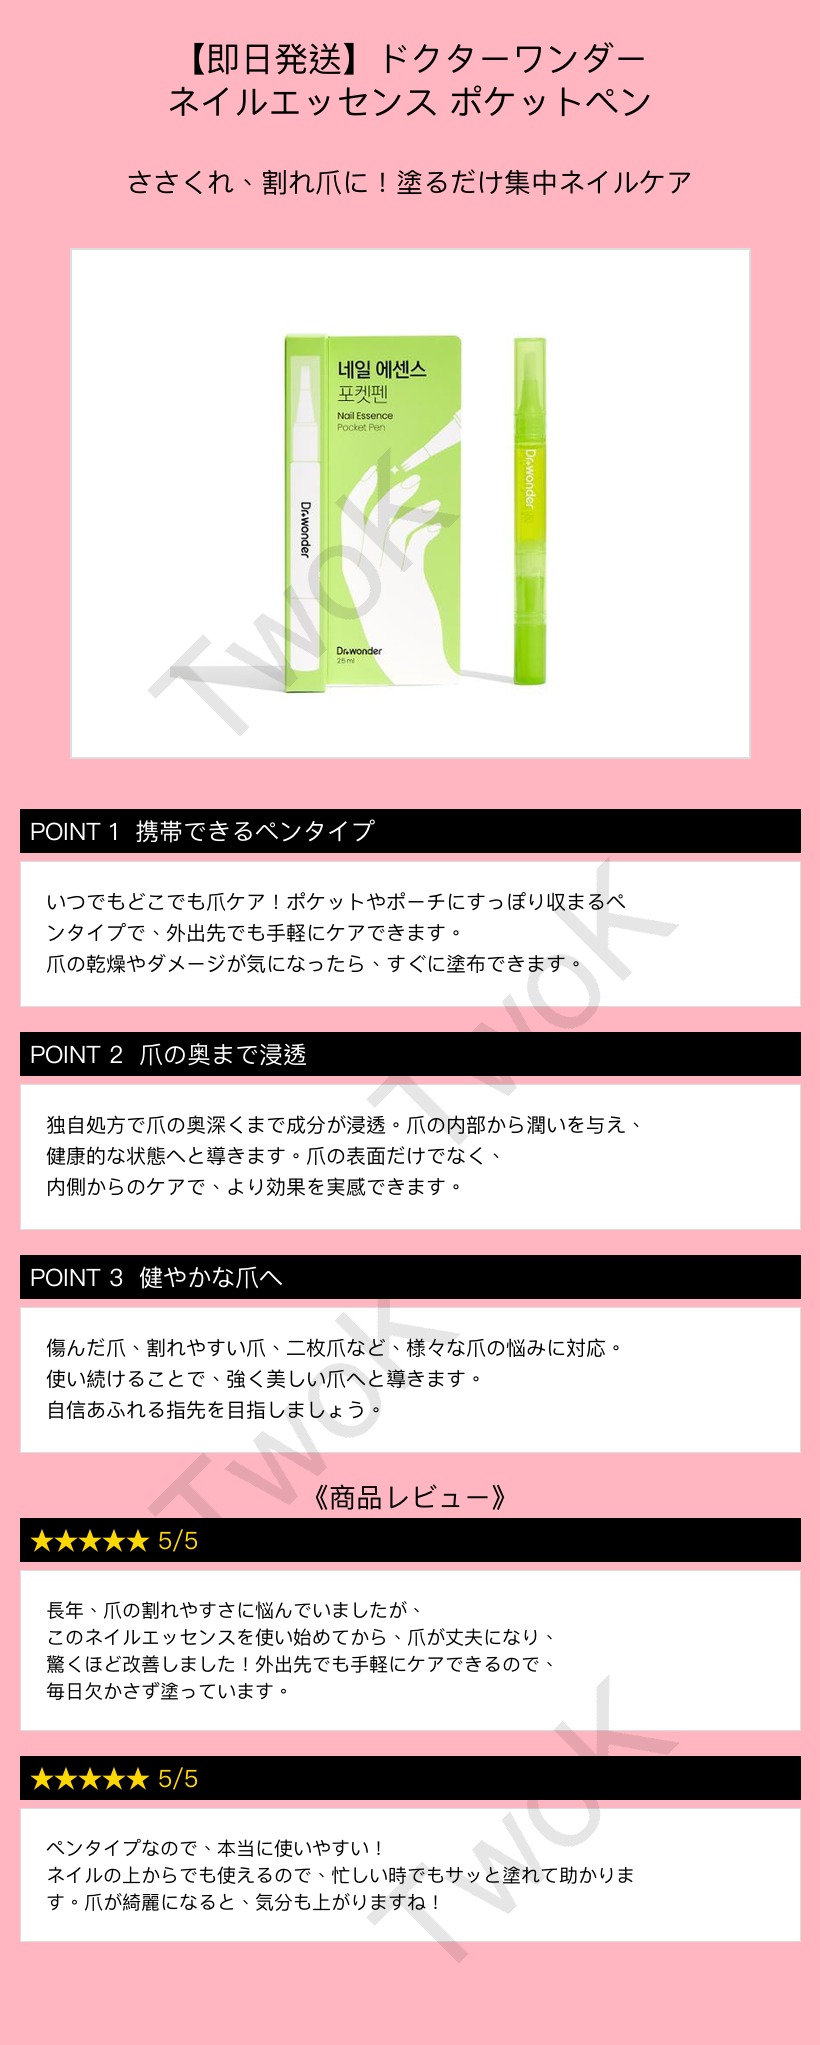 【即日発送】ドクターワンダー
ネイルエッセンス ポケットペン
ささくれ、割れ爪に！塗るだけ集中ネイルケア
네일 에센스
포켓펜
Nail Essence
Pocket Pen
Dr.wonder
Dr.wonder
2.5 ml
Dr.wonder
TwoK
POINT 1 携帯できるペンタイプ
いつでもどこでも爪ケア！ポケットやポーチにすっぽり収まるペ
ンタイプで、外出先でも手軽にケアできます。
爪の乾燥やダメージが気になったら、すぐに塗布できます。
TwoK
POINT 2 爪の奥まで浸透
独自処方で爪の奥深くまで成分が浸透。爪の内部から潤いを与え、
健康的な状態へと導きます。爪の表面だけでなく、
内側からのケアで、より効果を実感できます。
POINT 3 健やかな爪へ
傷んだ爪、割れやすい爪、二枚爪など、様々な爪の悩みに対応。
使い続けることで、強く美しい爪へと導きます。
自信あふれる指先を目指しましょう。
TwoK
《商品レビュー》
★★★★★ 5/5
長年、爪の割れやすさに悩んでいましたが、
このネイルエッセンスを使い始めてから、爪が丈夫になり、
驚くほど改善しました！外出先でも手軽にケアできるので、
毎日欠かさず塗っています。
★★★★★ 5/5
ペンタイプなので、本当に使いやすい！
ネイルの上からでも使えるので、忙しい時でもサッと塗れて助かりま
す。爪が綺麗になると、気分も上がりますね！
TwoK